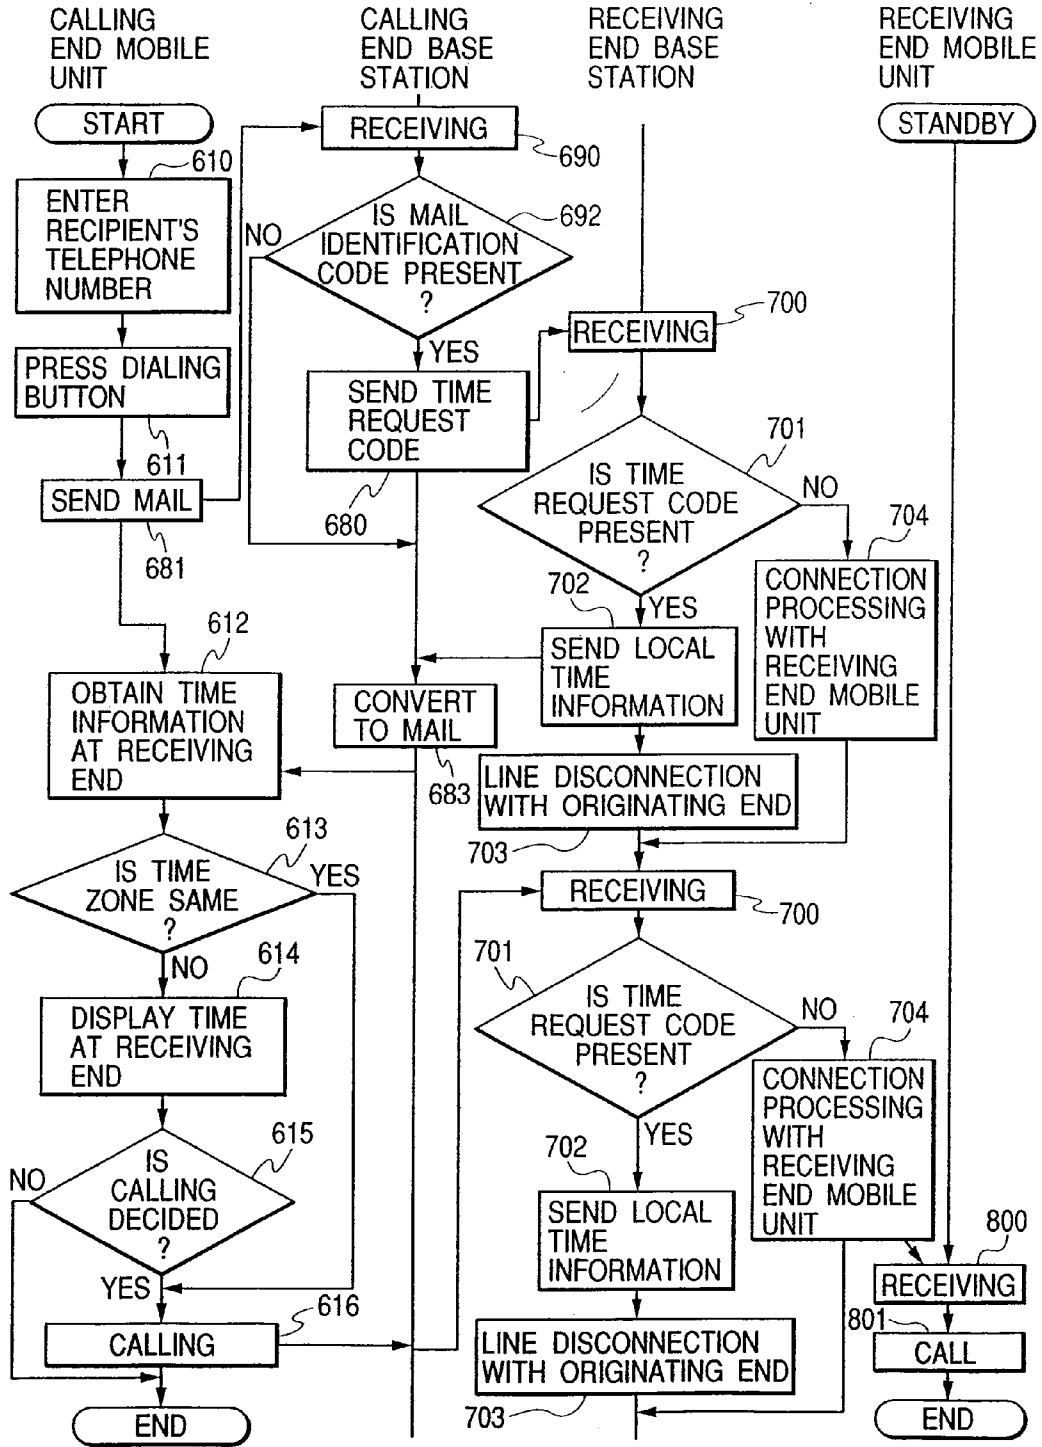 CALLING
END MOBILE
UNIT
CALLING
END BASE
STATION
RECEIVING
END BASE
STATION
RECEIVING
END MOBILE
UNIT
START
610
ENTER
RECIPIENT'S
TELEPHONE
NUMBER
PRESS DIALING
BUTTON
611
SEND MAIL
681
612
OBTAIN TIME
INFORMATION
AT RECEIVING
END
613
IS TIME
ZONE SAME
?
YES
NO
614
DISPLAY TIME
AT RECEIVING
END
615
IS
CALLING
DECIDED
?
NO
YES
616
CALLING
END
RECEIVING
690
692
IS MAIL
IDENTIFICATION
CODE PRESENT
?
NO
YES
SEND TIME
REQUEST
CODE
680
CONVERT
TO MAIL
683
700
RECEIVING
701
IS TIME
REQUEST CODE
PRESENT
?
NO
YES
704
CONNECTION
PROCESSING
WITH
RECEIVING
END MOBILE
UNIT
702
SEND LOCAL
TIME
INFORMATION
LINE DISCONNECTION
WITH ORIGINATING END
703
RECEIVING
700
701
IS TIME
REQUEST CODE
PRESENT
?
NO
YES
704
CONNECTION
PROCESSING
WITH
RECEIVING
END MOBILE
UNIT
702
SEND LOCAL
TIME
INFORMATION
LINE DISCONNECTION
WITH ORIGINATING END
703
STANDBY
800
RECEIVING
801
CALL
END